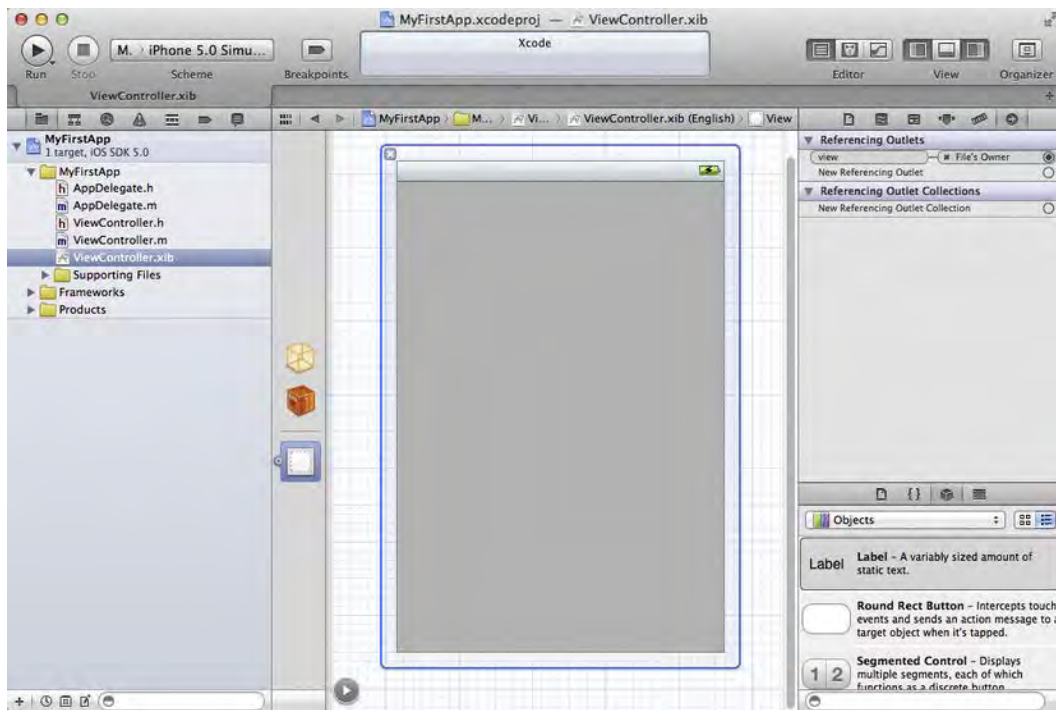 MyFirstApp.xcodeproj — ViewController.xib
M. › iPhone 5.0 Simu...
Xcode
Run Stop Scheme Breakpoints Editor View Organizer
ViewController.xib
MyFirstApp › M... › Vi... › ViewController.xib (English) › View
MyFirstApp
1 target, iOS SDK 5.0
MyFirstApp
h AppDelegate.h
m AppDelegate.m
h ViewController.h
m ViewController.m
ViewController.xib
Supporting Files
Frameworks
Products
Referencing Outlets
view File's Owner
New Referencing Outlet
Referencing Outlet Collections
New Referencing Outlet Collection
{ }
Objects
Label Label – A variably sized amount of
static text.
Round Rect Button – Intercepts touch
events and sends an action message to a
target object when it's tapped.
1 2 Segmented Control – Displays
multiple segments, each of which
functions as a discrete button